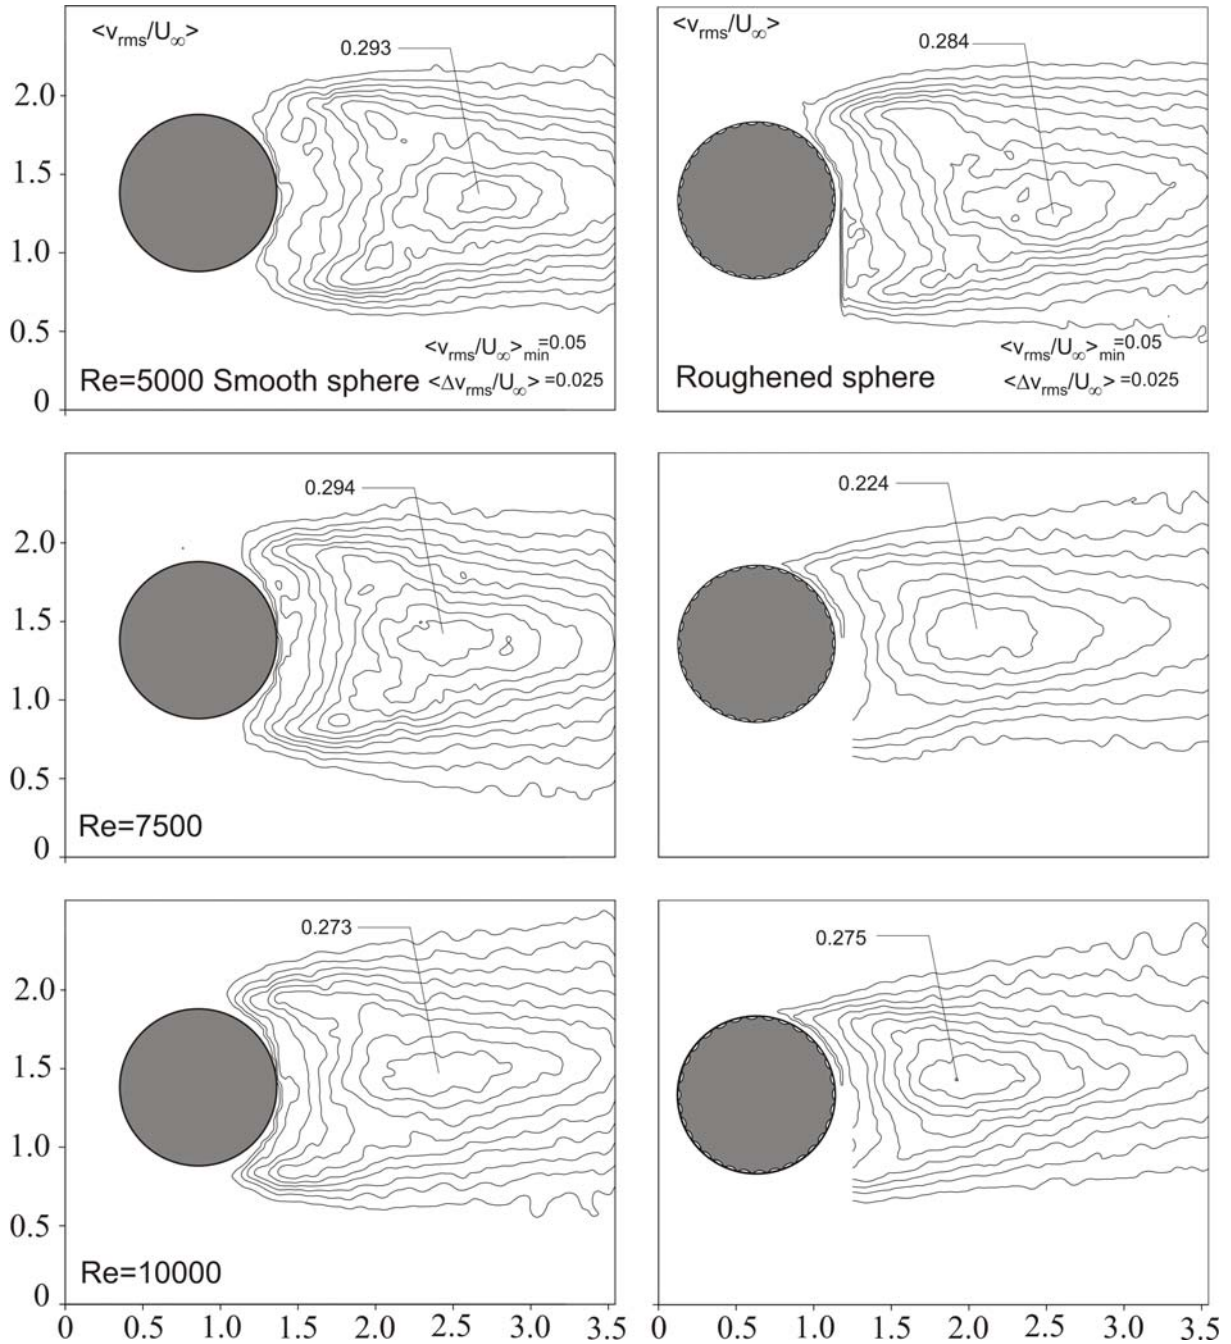 <v_rms/U_∞>
0.293
2.0
1.5
1.0
0.5
0
<v_rms/U_∞>_min=0.05
Re=5000 Smooth sphere <Δv_rms/U_∞> =0.025
<v_rms/U_∞>
0.284
<v_rms/U_∞>_min=0.05
Roughened sphere <Δv_rms/U_∞> =0.025
0.294
2.0
1.5
1.0
0.5
0
Re=7500
0.224
0.273
2.0
1.5
1.0
0.5
0
Re=10000
0 0.5 1.0 1.5 2.0 2.5 3.0 3.5
0.275
0 0.5 1.0 1.5 2.0 2.5 3.0 3.5